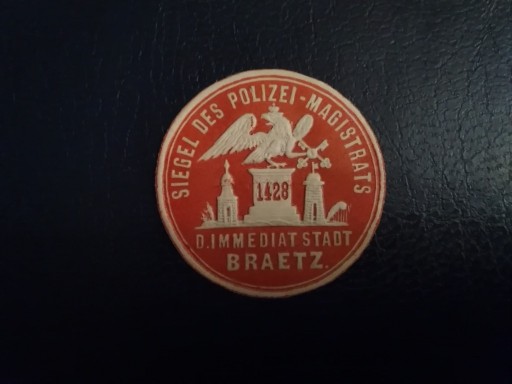 SIEGEL DES POLIZEI-MAGISTRATS
1428
D. IMMEDIAT STADT
BRAETZ.